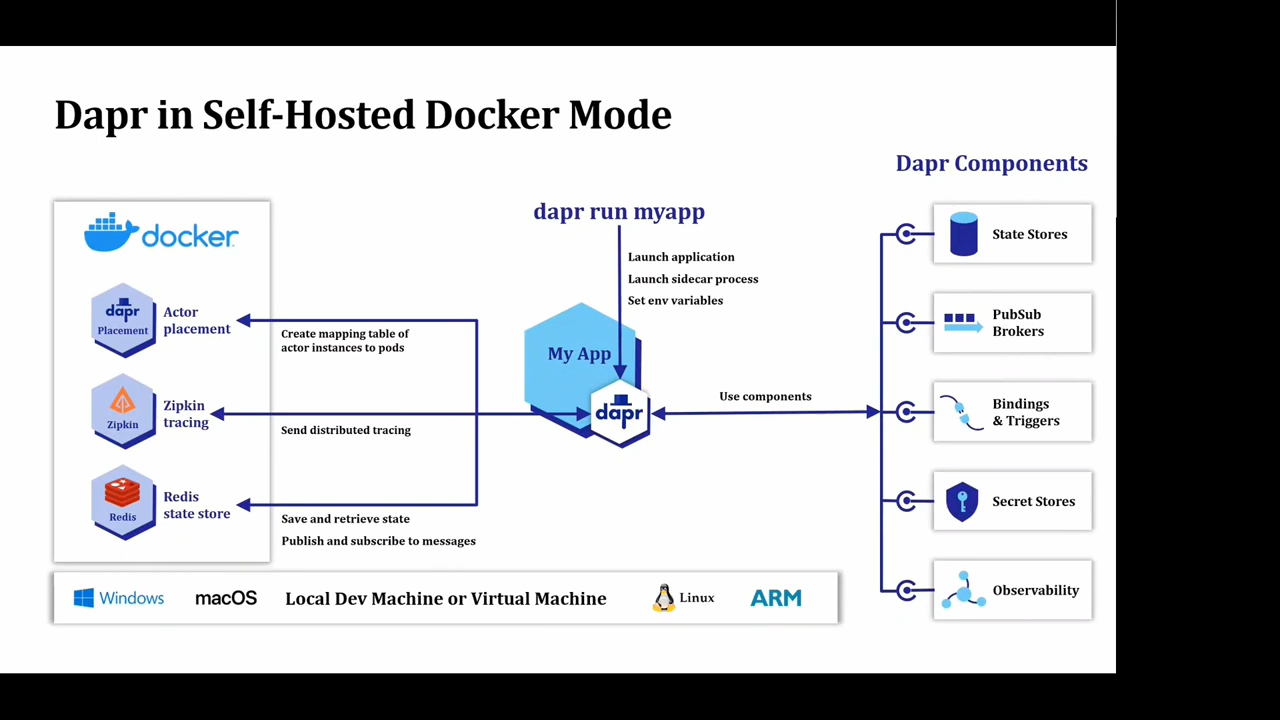 Dapr in Self-Hosted Docker Mode
Dapr Components
docker
dapr
Placement
Actor
placement
Zipkin
Zipkin
tracing
Redis
Redis
state store
Create mapping table of
actor instances to pods
Send distributed tracing
Save and retrieve state
Publish and subscribe to messages
dapr run myapp
Launch application
Launch sidecar process
Set env variables
My App
dapr
Use components
State Stores
PubSub
Brokers
Bindings
& Triggers
Secret Stores
Observability
Windows
macOS
Local Dev Machine or Virtual Machine
Linux
ARM